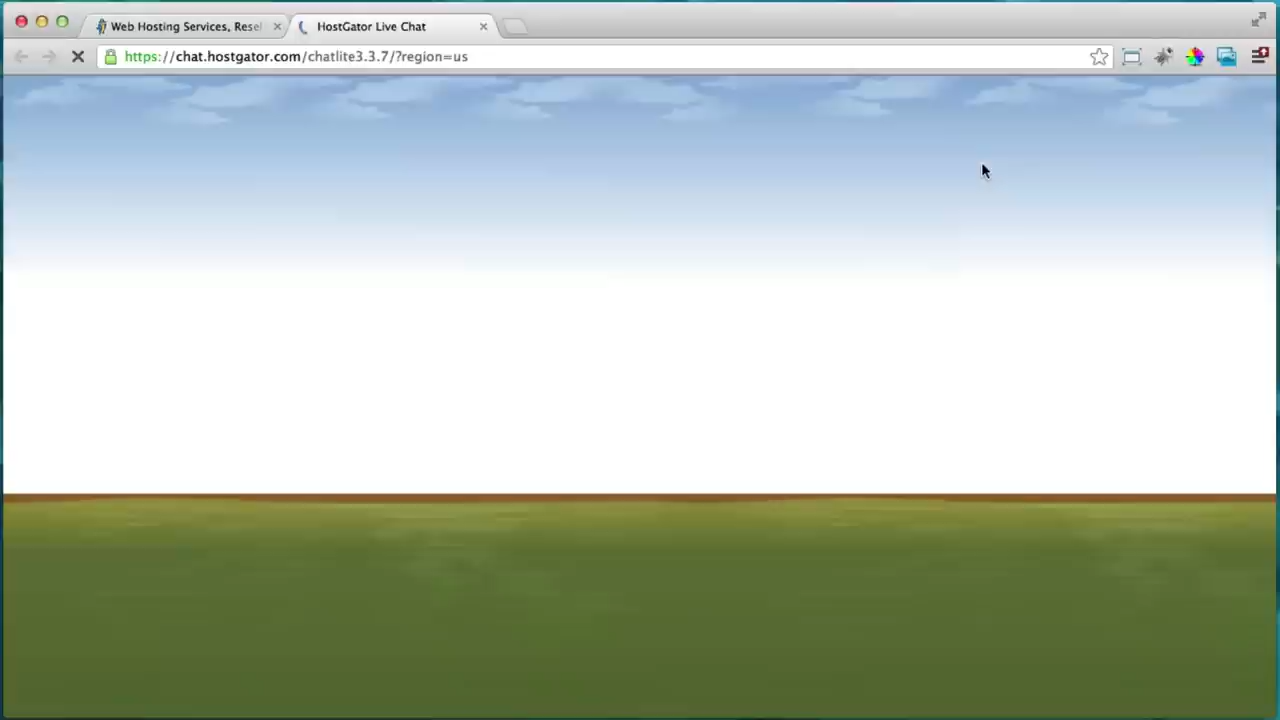 Web Hosting Services, Resel
HostGator Live Chat
https://chat.hostgator.com/chatlite3.3.7/?region=us